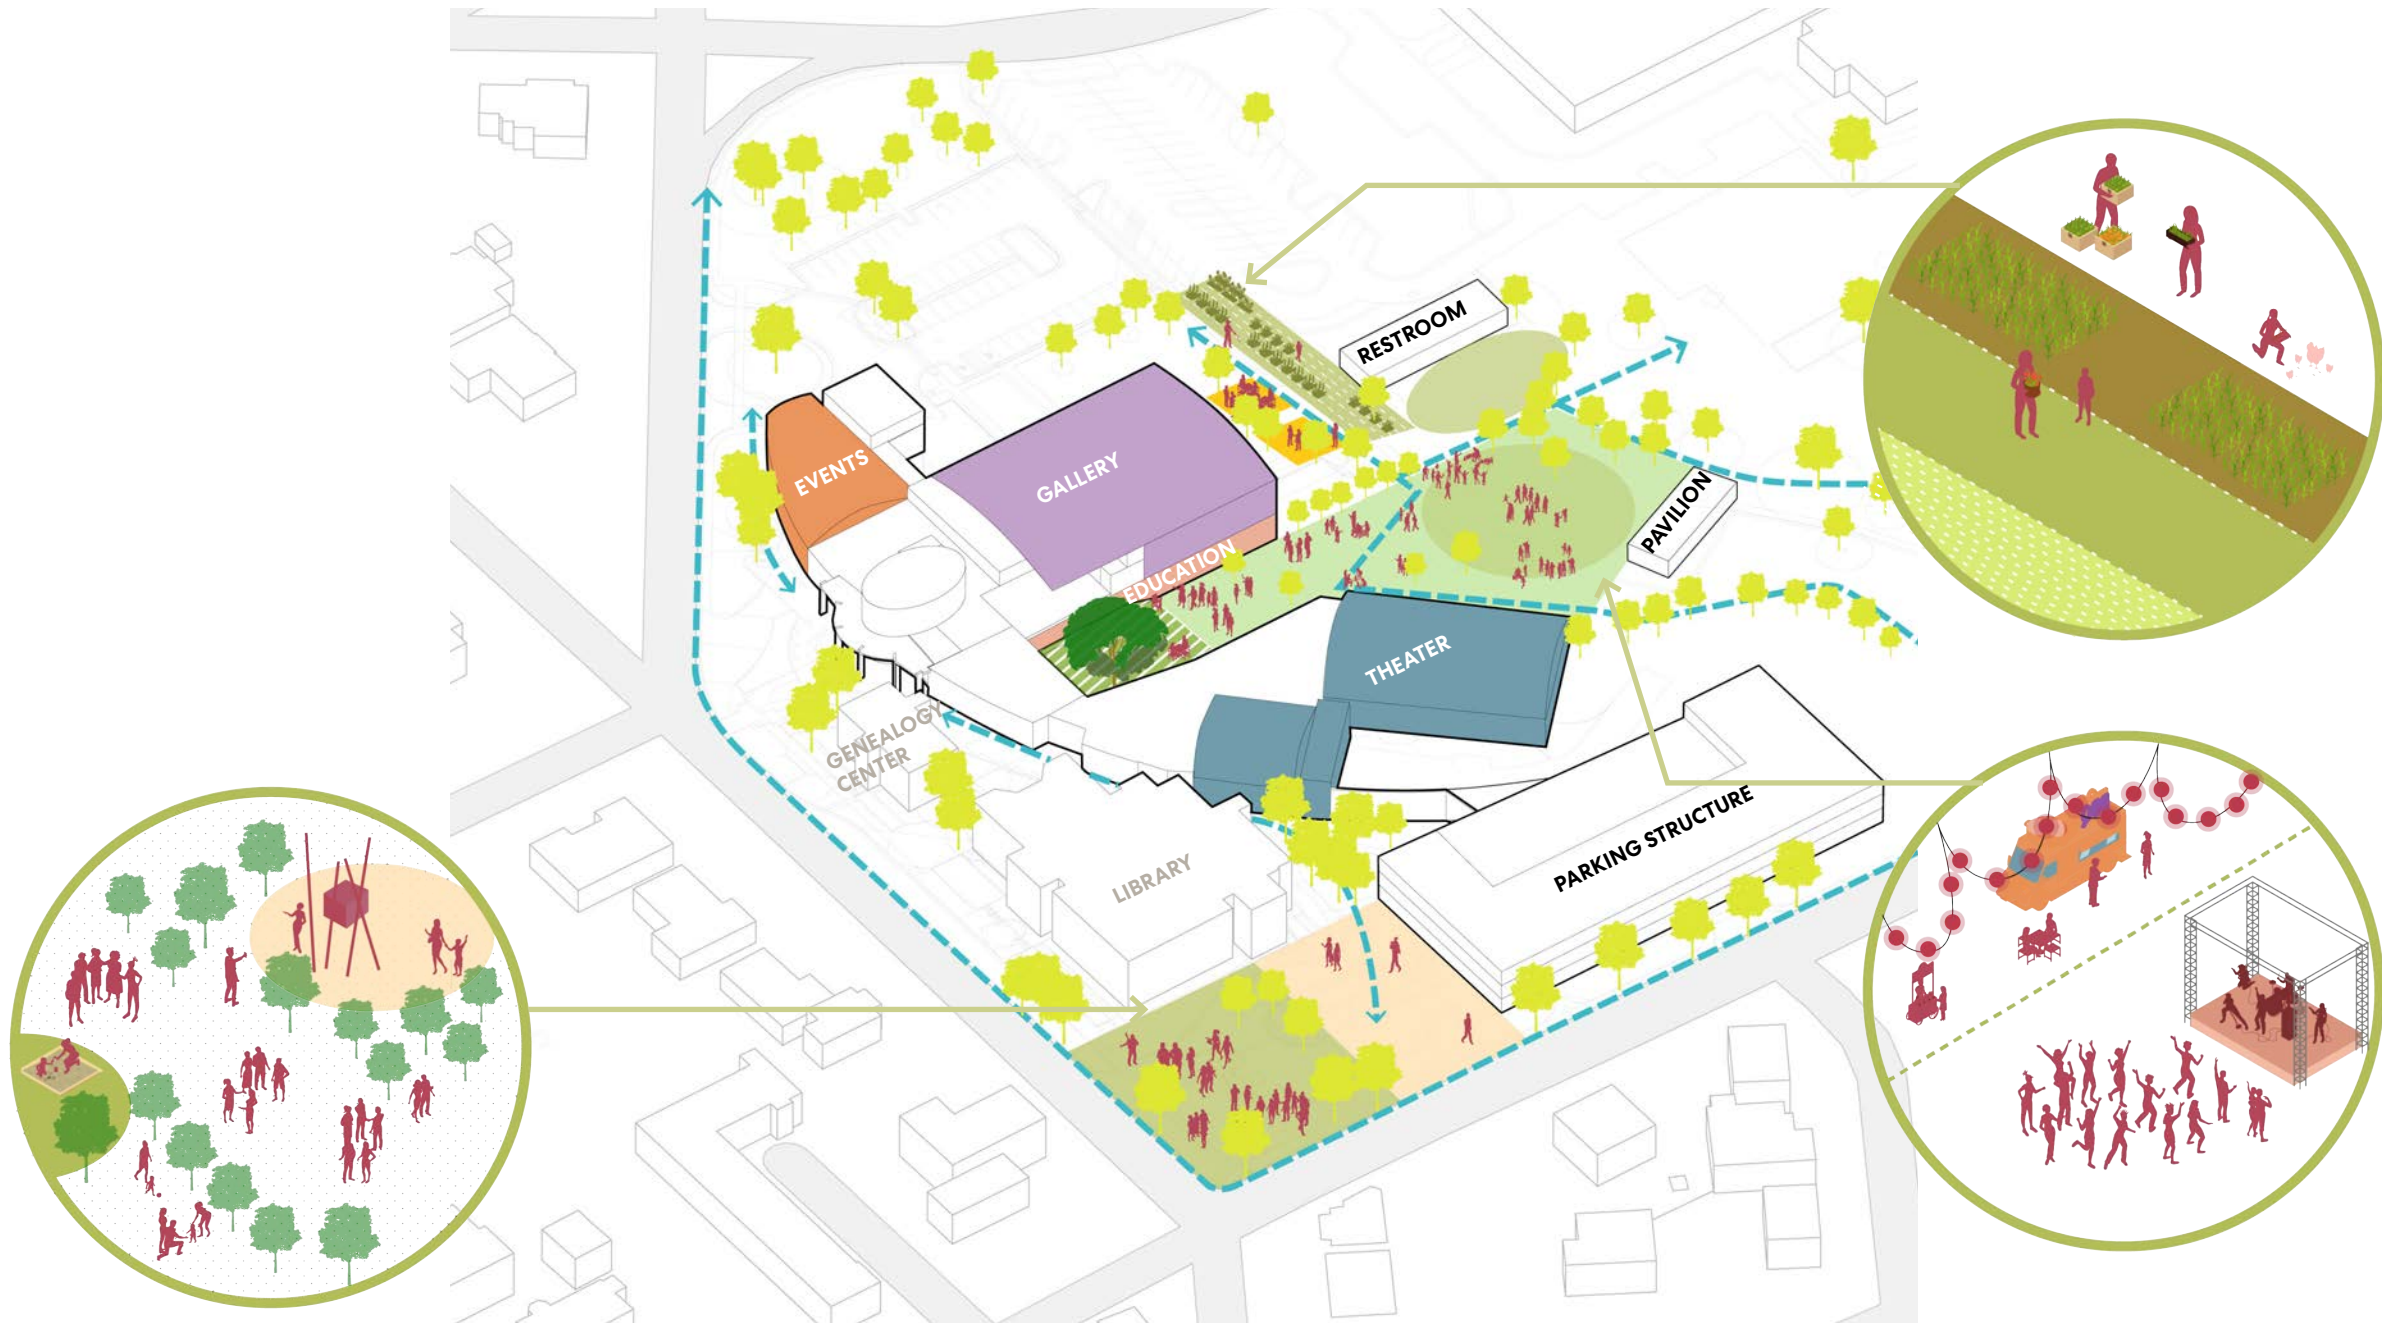 RESTROOM
EVENTS
GALLERY
PAVILION
EDUCATION
THEATER
GENEALOGY
CENTER
LIBRARY
PARKING STRUCTURE